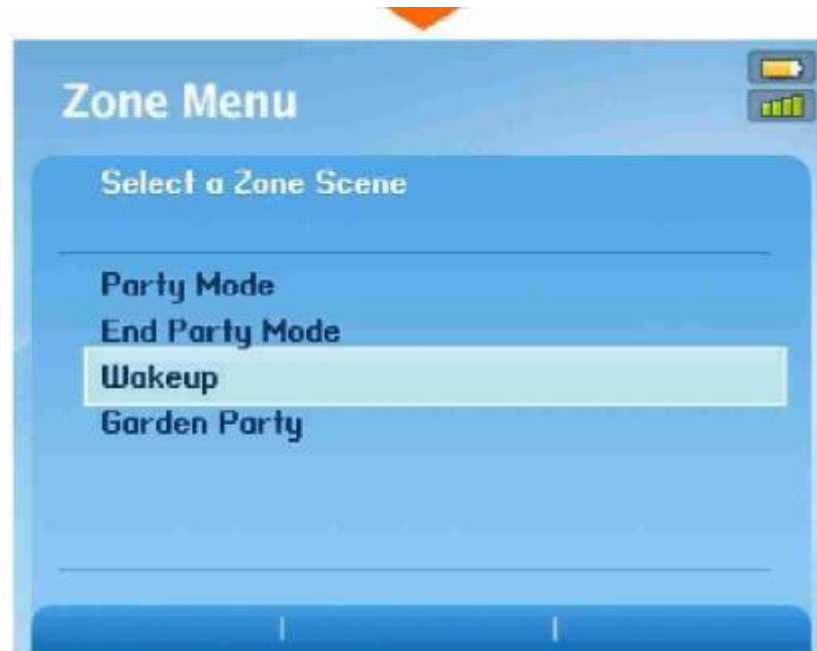 Zone Menu
Select a Zone Scene
Party Mode
End Party Mode
Wakeup
Garden Party